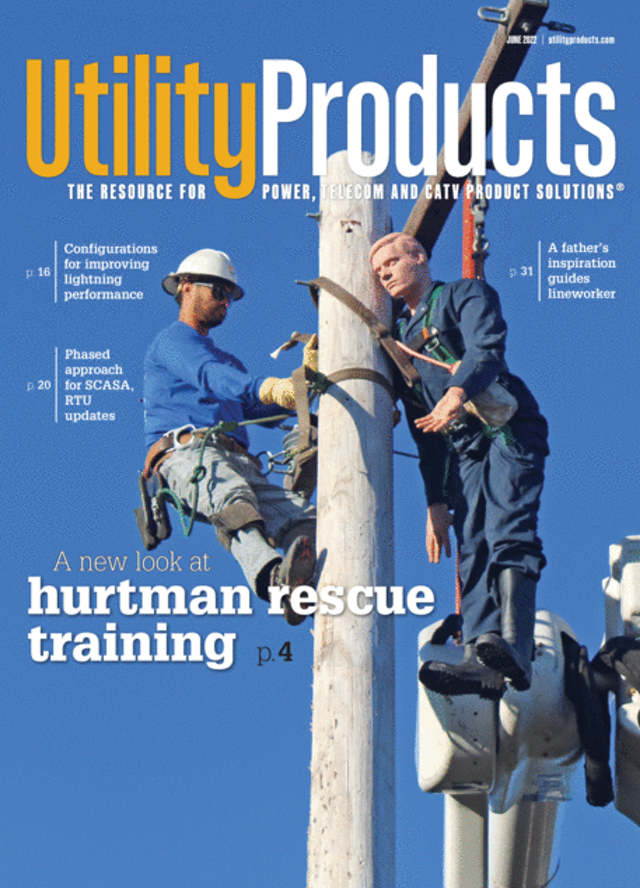 JUNE 2022 | utilityproducts.com
UtilityProducts
THE RESOURCE FOR POWER, TELECOM AND CATV PRODUCT SOLUTIONS®
p. 16
Configurations
for improving
lightning
performance
p. 31
A father's
inspiration
guides
lineworker
p. 20
Phased
approach
for SCASA,
RTU
updates
A new look at
hurtman rescue
training p.4